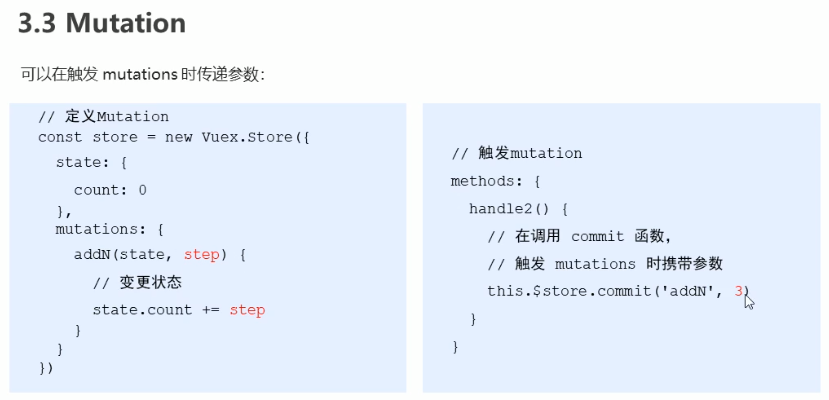 3.3 Mutation
可以在触发 mutations 时传递参数：
// 定义Mutation
const store = new Vuex.Store({
state: {
count: 0
},
mutations: {
addN(state, step) {
// 变更状态
state.count += step
}
}
})
// 触发mutation
methods: {
handle2() {
// 在调用 commit 函数，
// 触发 mutations 时携带参数
this.$store.commit('addN', 3)
}
}